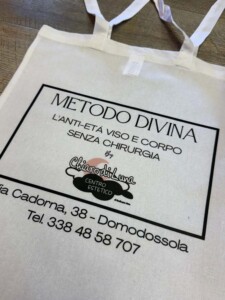 METODO DIVINA
L'ANTI-ETÀ VISO E CORPO
SENZA CHIRURGIA
By
Chiaro di Luna
CENTRO
ESTETICO
Via Cadorna, 38 - Domodossola
Tel. 338 48 58 707